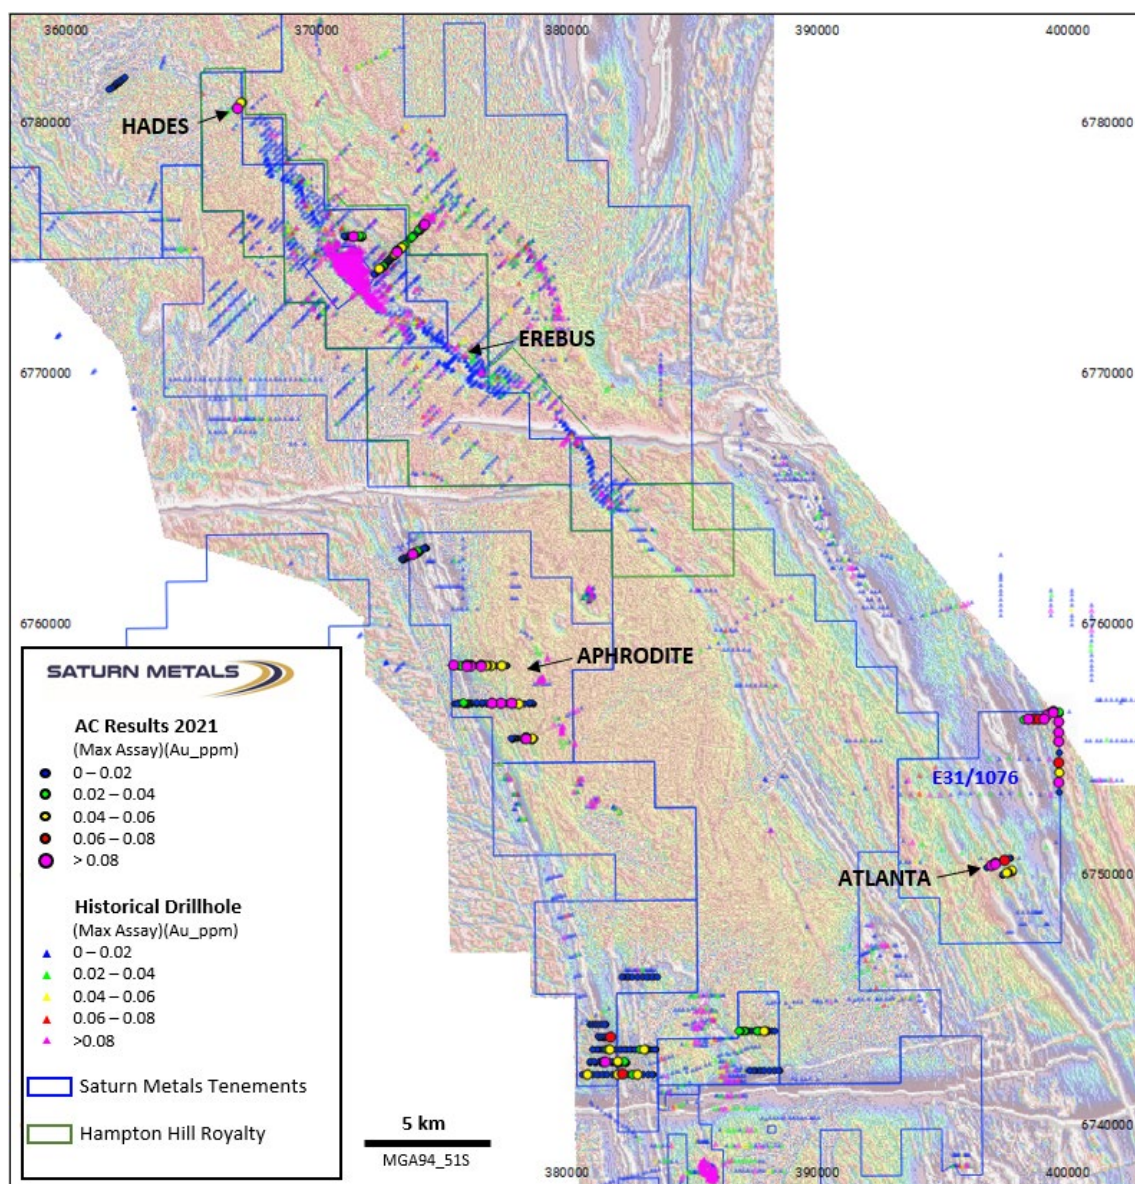 360000 370000 380000 390000 400000
6780000 6780000
HADES
EREBUS
6770000 6770000
6760000 6760000
APHRODITE
E31/1076
ATLANTA
6750000
SATURN METALS
AC Results 2021
(Max Assay)(Au_ppm)
0 – 0.02
0.02 – 0.04
0.04 – 0.06
0.06 – 0.08
> 0.08
Historical Drillhole
(Max Assay)(Au_ppm)
0 – 0.02
0.02 – 0.04
0.04 – 0.06
0.06 – 0.08
>0.08
Saturn Metals Tenements
Hampton Hill Royalty
5 km
MGA94_51S
6740000
380000 390000 400000